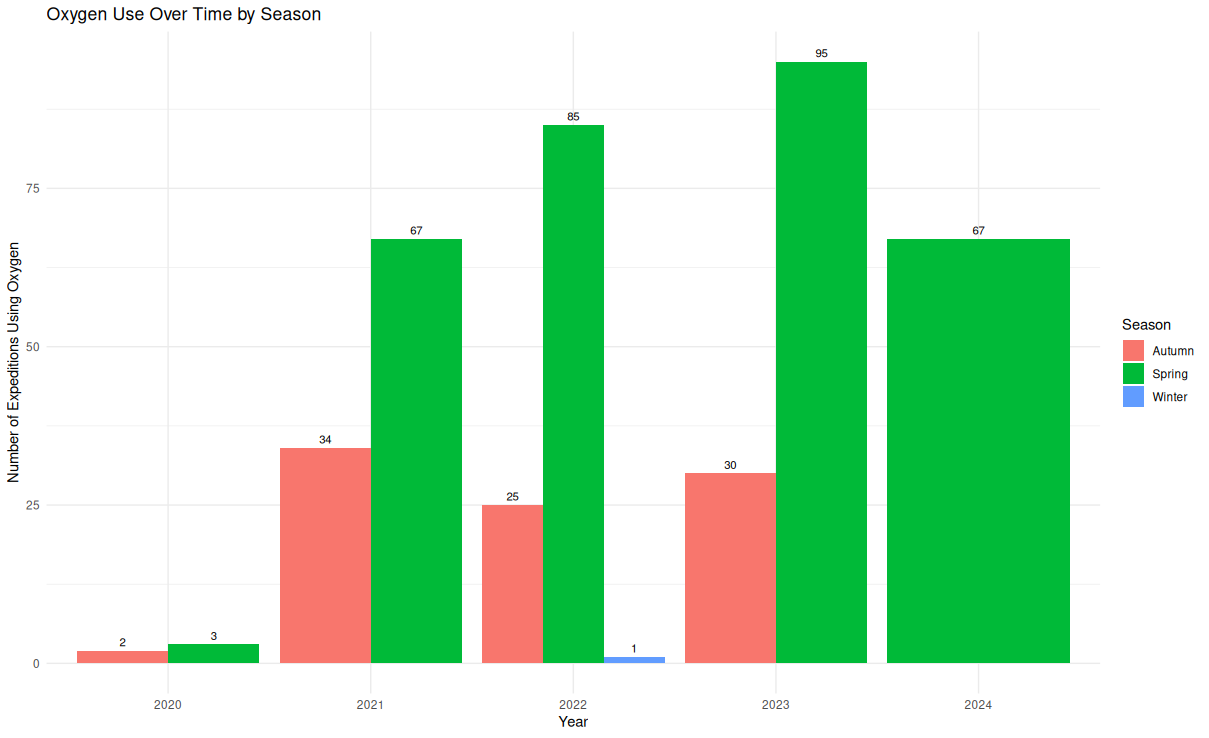 Oxygen Use Over Time by Season
Number of Expeditions Using Oxygen
75
50
25
0
2
3
34
67
25
85
1
30
95
67
2020
2021
2022
2023
2024
Year
Season
Autumn
Spring
Winter